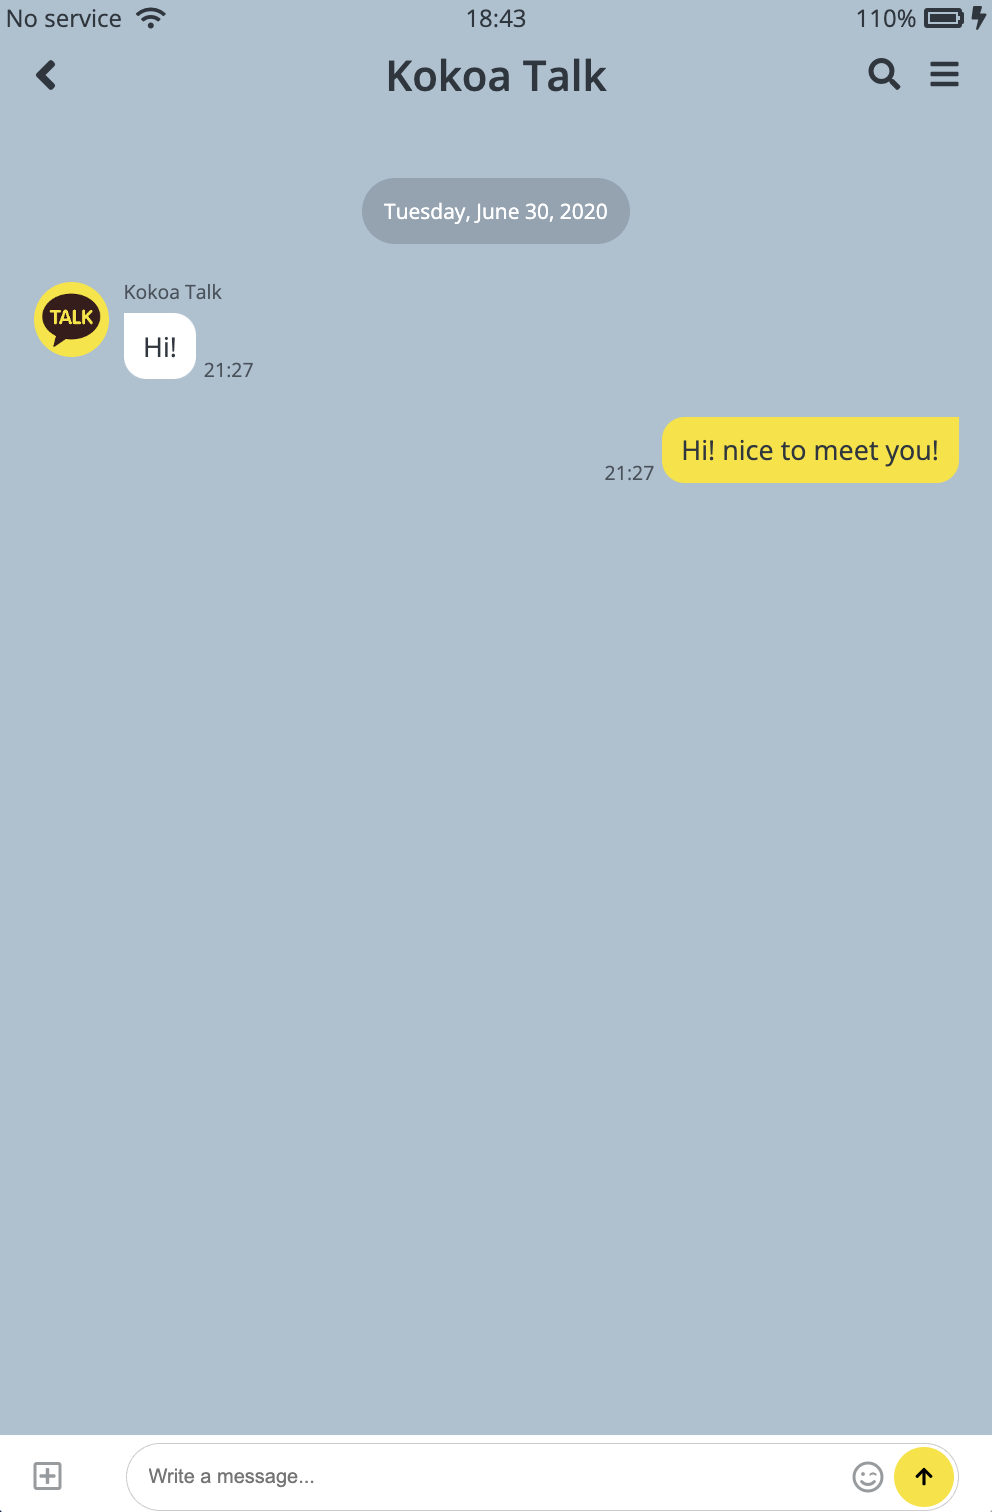 No service 18:43 110%
Kokoa Talk
Tuesday, June 30, 2020
Kokoa Talk
TALK
Hi!
21:27
Hi! nice to meet you!
21:27
Write a message...